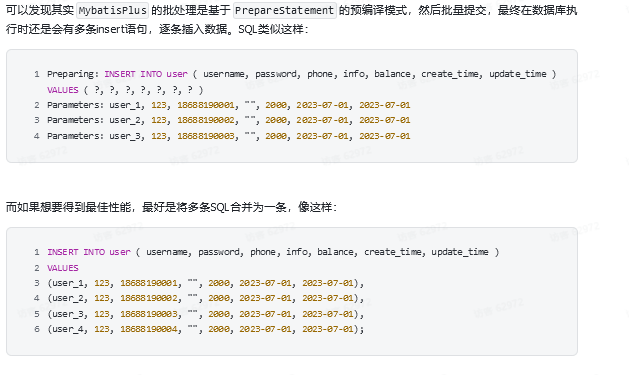 可以发现其实 MybatisPlus 的批处理是基于 PrepareStatement 的预编译模式，然后批量提交，最终在数据库执
行时还是会有多条insert语句，逐条插入数据。SQL类似这样：
1 Preparing: INSERT INTO user ( username, password, phone, info, balance, create_time, update_time )
VALUES ( ?, ?, ?, ?, ?, ?, ? )
2 Parameters: user_1, 123, 18688190001, "", 2000, 2023-07-01, 2023-07-01
3 Parameters: user_2, 123, 18688190002, "", 2000, 2023-07-01, 2023-07-01
4 Parameters: user_3, 123, 18688190003, "", 2000, 2023-07-01, 2023-07-01
而如果想要得到最佳性能，最好是将多条SQL合并为一条，像这样：
1 INSERT INTO user ( username, password, phone, info, balance, create_time, update_time )
2 VALUES
3 (user_1, 123, 18688190001, "", 2000, 2023-07-01, 2023-07-01),
4 (user_2, 123, 18688190002, "", 2000, 2023-07-01, 2023-07-01),
5 (user_3, 123, 18688190003, "", 2000, 2023-07-01, 2023-07-01),
6 (user_4, 123, 18688190004, "", 2000, 2023-07-01, 2023-07-01);